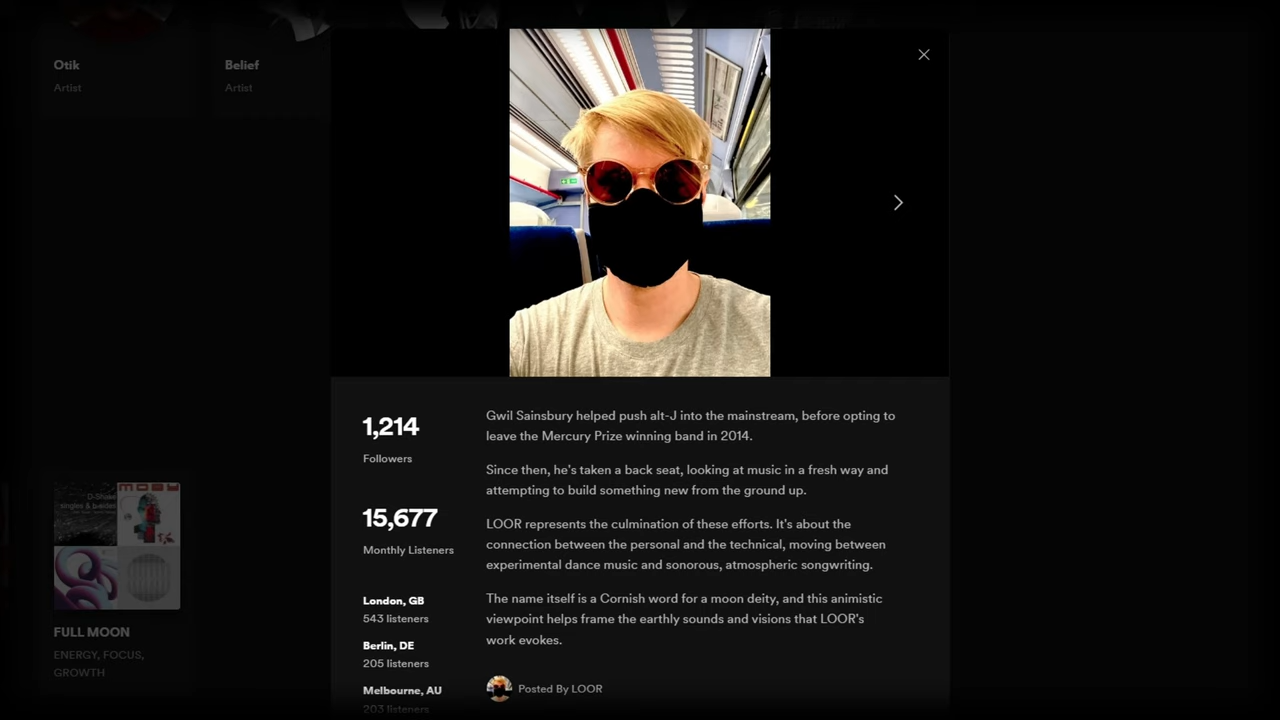 Otik
Artist
Belief
Artist
1,214
Followers
15,677
Monthly Listeners
London, GB
543 listeners
Berlin, DE
205 listeners
Melbourne, AU
203 listeners
Gwil Sainsbury helped push alt-J into the mainstream, before opting to
leave the Mercury Prize winning band in 2014.
Since then, he's taken a back seat, looking at music in a fresh way and
attempting to build something new from the ground up.
LOOR represents the culmination of these efforts. It's about the
connection between the personal and the technical, moving between
experimental dance music and sonorous, atmospheric songwriting.
The name itself is a Cornish word for a moon deity, and this animistic
viewpoint helps frame the earthly sounds and visions that LOOR's
work evokes.
Posted By LOOR
D-Shake
singles & b-sides
FULL MOON
ENERGY, FOCUS,
GROWTH